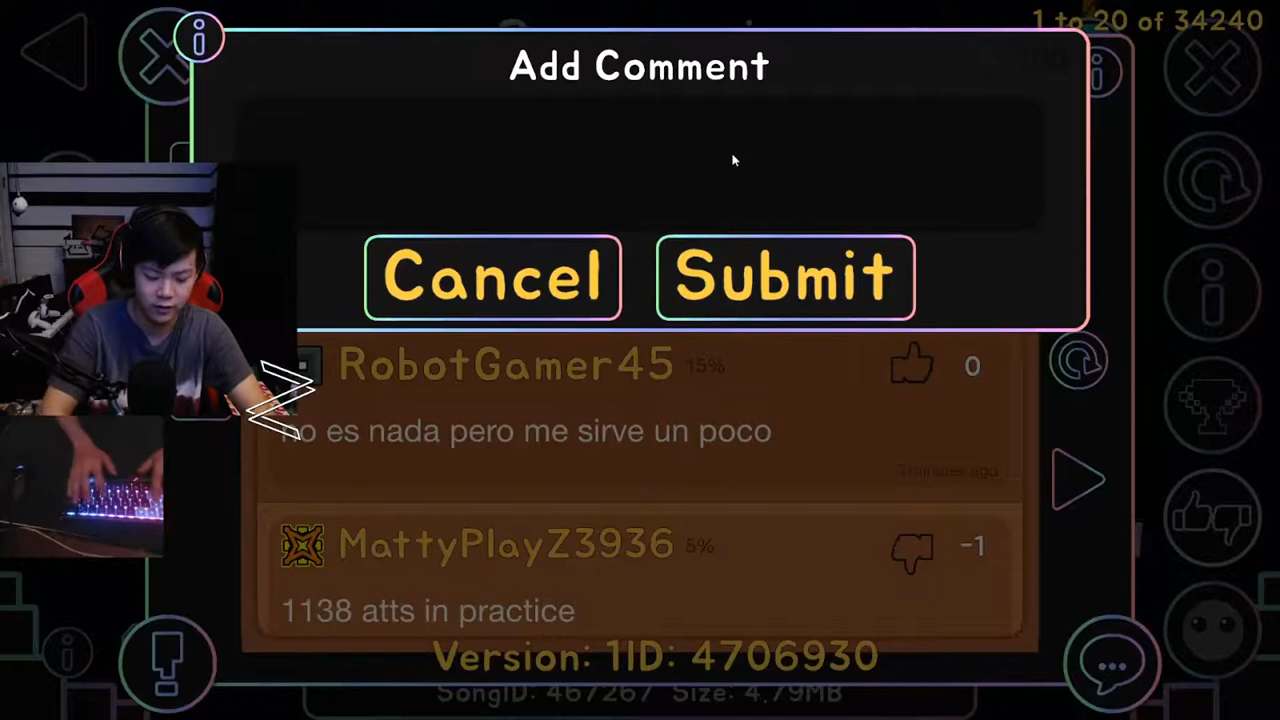 1 to 20 of 34240
Add Comment
Cancel
Submit
RobotGamer45 15%
0
no es nada pero me sirve un poco
MattyPlayZ3936 5%
-1
1138 atts in practice
Version: 1
ID: 4706930
SongID: 467267 Size: 4.79MB